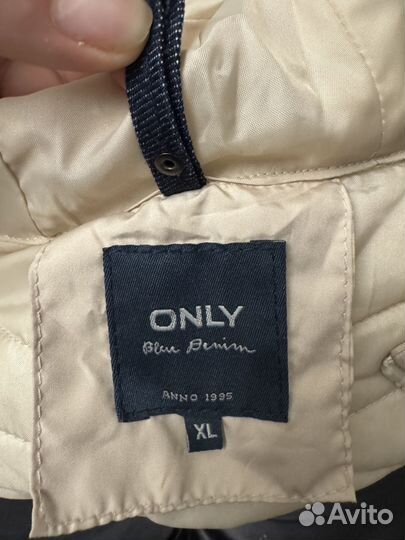 ONLY
Blue Denim
ANNO 1995
XL
Avito